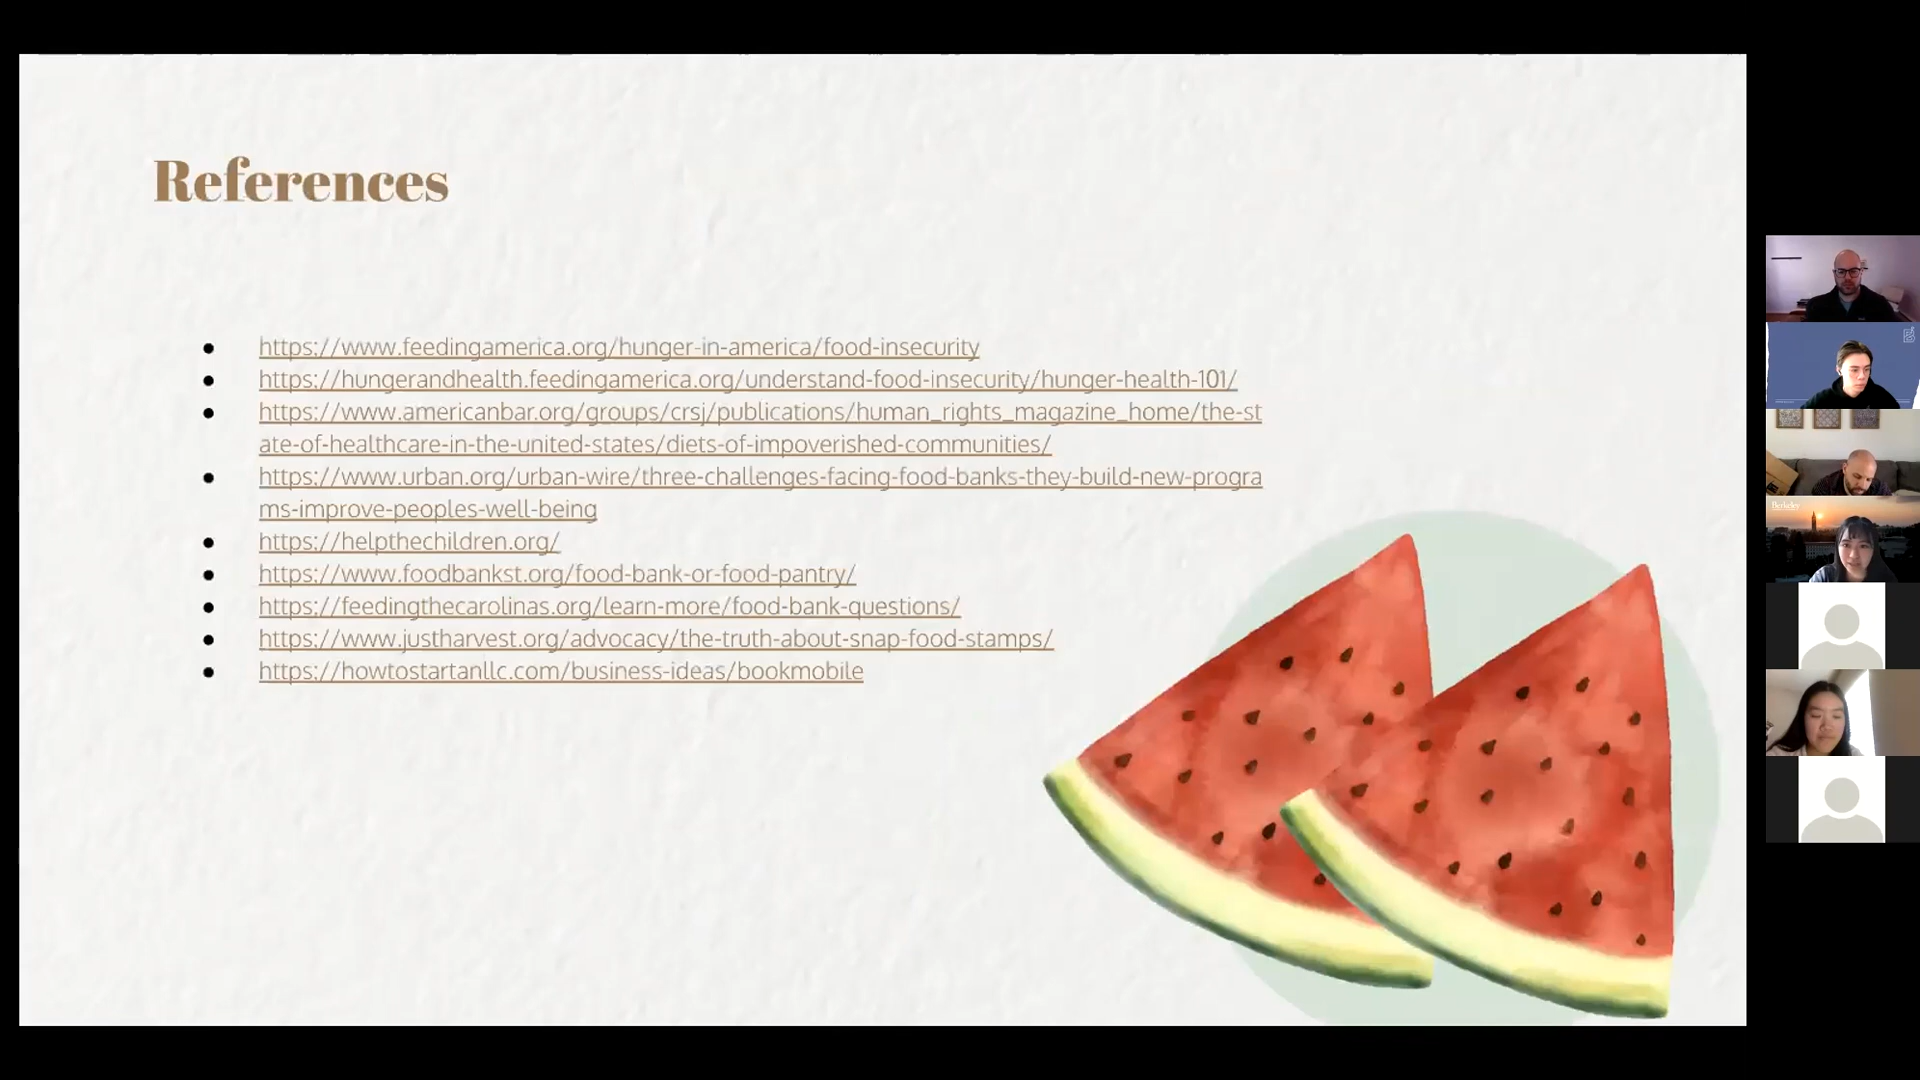 References
https://www.feedingamerica.org/hunger-in-america/food-insecurity
https://hungerandhealth.feedingamerica.org/understand-food-insecurity/hunger-health-101/
https://www.americanbar.org/groups/crsj/publications/human_rights_magazine_home/the-st
ate-of-healthcare-in-the-united-states/diets-of-impoverished-communities/
https://www.urban.org/urban-wire/three-challenges-facing-food-banks-they-build-new-progra
ms-improve-peoples-well-being
https://helpthechildren.org/
https://www.foodbankst.org/food-bank-or-food-pantry/
https://feedingthecarolinas.org/learn-more/food-bank-questions/
https://www.justharvest.org/advocacy/the-truth-about-snap-food-stamps/
https://howtostartanllc.com/business-ideas/bookmobile
Berkeley